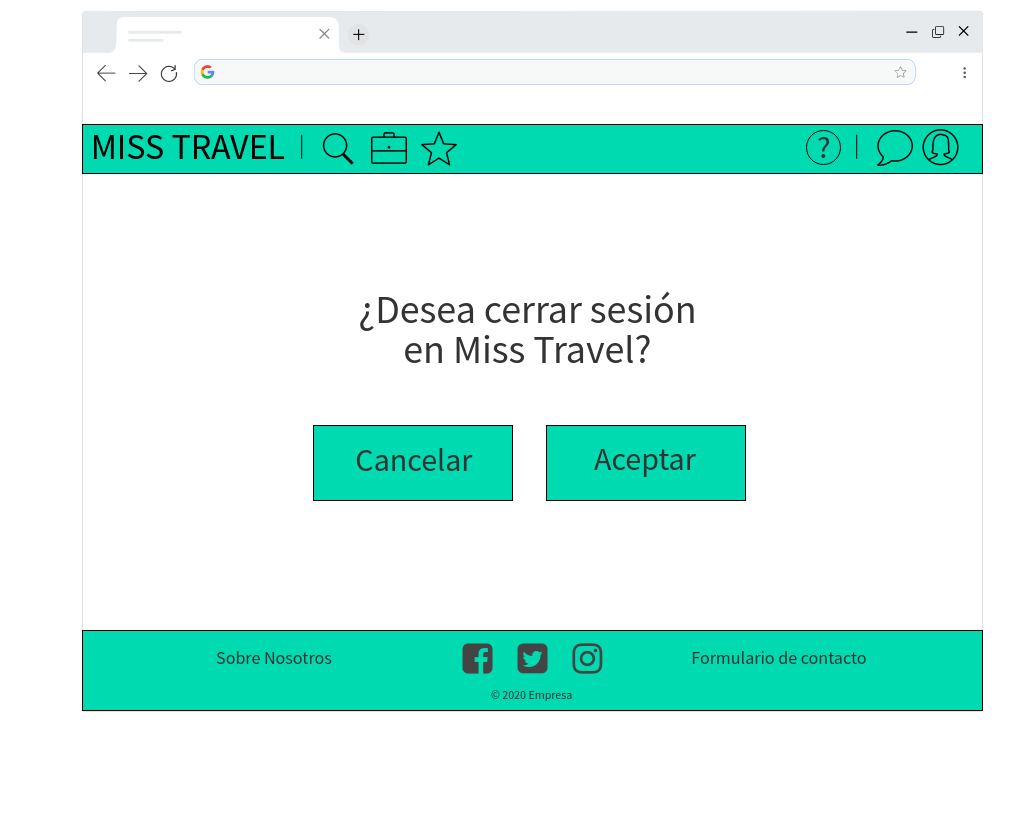 MISS TRAVEL
?
¿Desea cerrar sesión
en Miss Travel?
Cancelar
Aceptar
Sobre Nosotros
Formulario de contacto
© 2020 Empresa